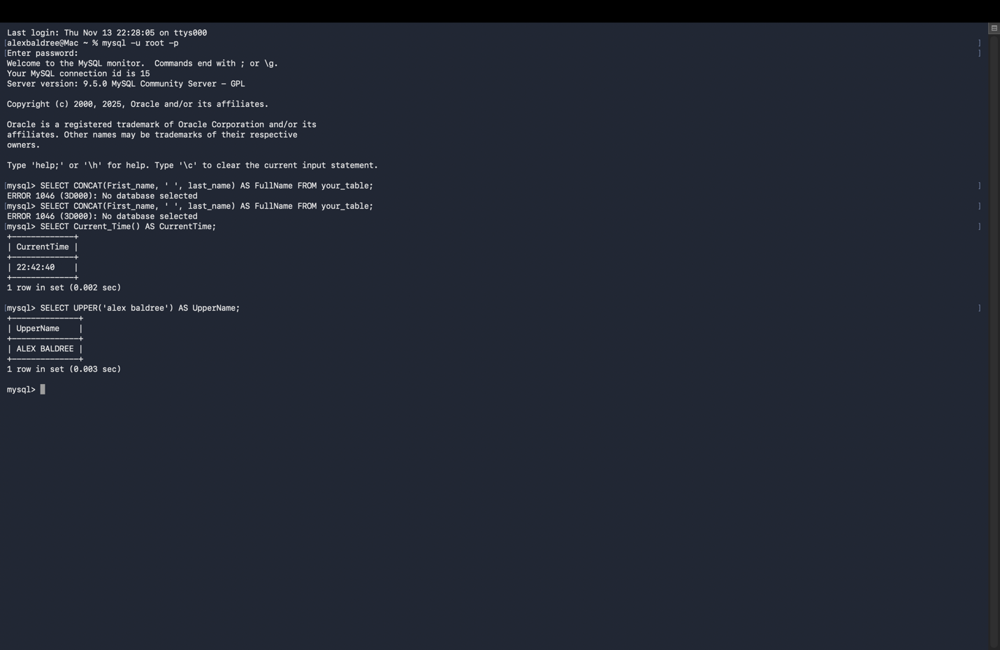 Last login: Thu Nov 13 22:28:05 on ttys000
[alexbaldree@Mac ~ % mysql -u root -p ]
[Enter password: ]
Welcome to the MySQL monitor.  Commands end with ; or \g.
Your MySQL connection id is 15
Server version: 9.5.0 MySQL Community Server - GPL
Copyright (c) 2000, 2025, Oracle and/or its affiliates.
Oracle is a registered trademark of Oracle Corporation and/or its
affiliates. Other names may be trademarks of their respective
owners.
Type 'help;' or '\h' for help. Type '\c' to clear the current input statement.
[mysql> SELECT CONCAT(Frist_name, ' ', last_name) AS FullName FROM your_table; ]
ERROR 1046 (3D000): No database selected
[mysql> SELECT CONCAT(First_name, ' ', last_name) AS FullName FROM your_table; ]
ERROR 1046 (3D000): No database selected
[mysql> SELECT Current_Time() AS CurrentTime; ]
+-------------+
| CurrentTime |
+-------------+
| 22:42:40    |
+-------------+
1 row in set (0.002 sec)
[mysql> SELECT UPPER('alex baldree') AS UpperName; ]
+--------------+
| UpperName    |
+--------------+
| ALEX BALDREE |
+--------------+
1 row in set (0.003 sec)
mysql>